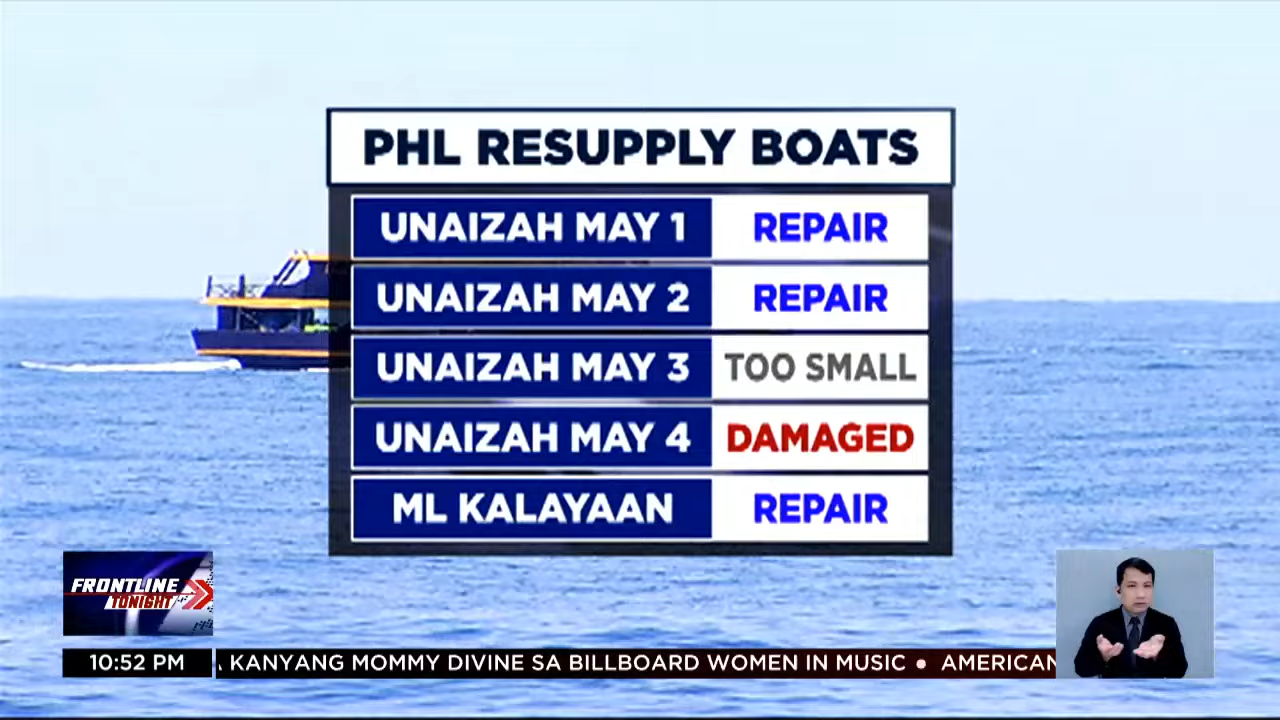 PHL RESUPPLY BOATS
UNAIZAH MAY 1 REPAIR
UNAIZAH MAY 2 REPAIR
UNAIZAH MAY 3 TOO SMALL
UNAIZAH MAY 4 DAMAGED
ML KALAYAAN REPAIR
FRONTLINE
TONIGHT
10:52 PM KANYANG MOMMY DIVINE SA BILLBOARD WOMEN IN MUSIC • AMERICAN